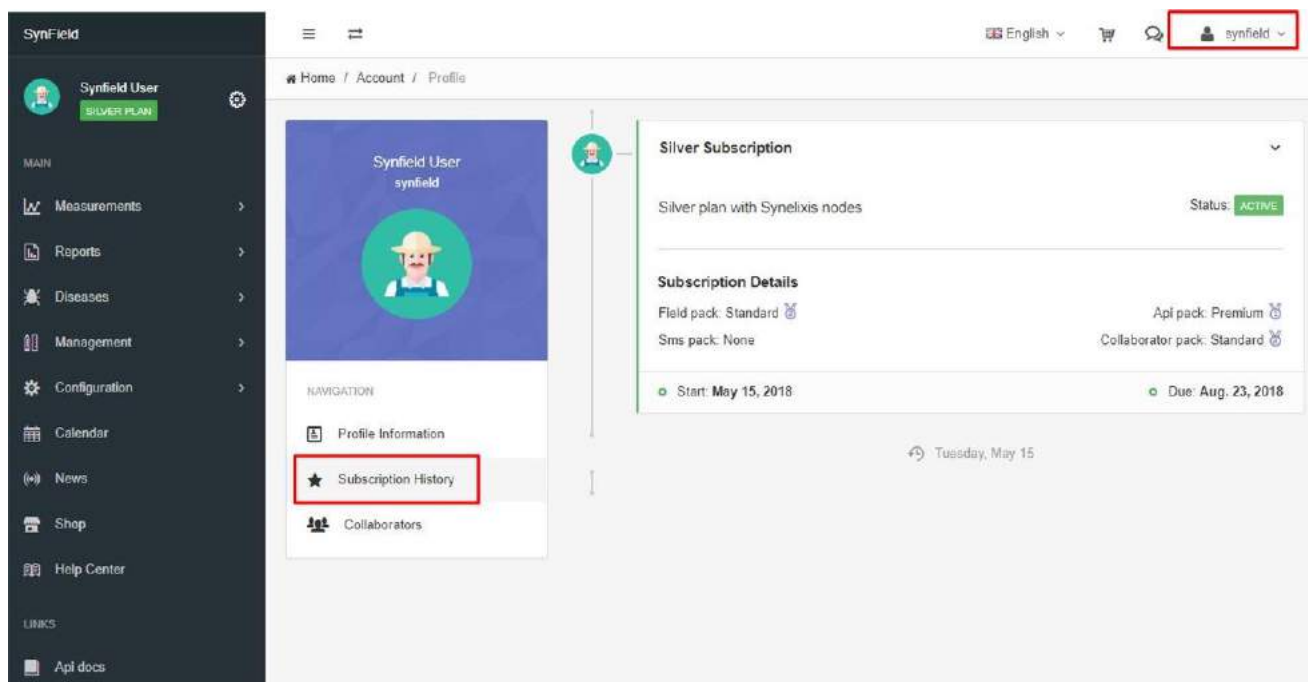 SynField
English
synfield
Synfield User
SILVER PLAN
Home / Account / Profile
MAIN
Measurements
Reports
Diseases
Management
Configuration
Calendar
News
Shop
Help Center
LINKS
Api docs
Synfield User
synfield
NAVIGATION
Profile Information
Subscription History
Collaborators
Silver Subscription
Silver plan with Synelixis nodes
Status: ACTIVE
Subscription Details
Field pack: Standard
Api pack: Premium
Sms pack: None
Collaborator pack: Standard
Start: May 15, 2018
Due: Aug. 23, 2018
Tuesday, May 15